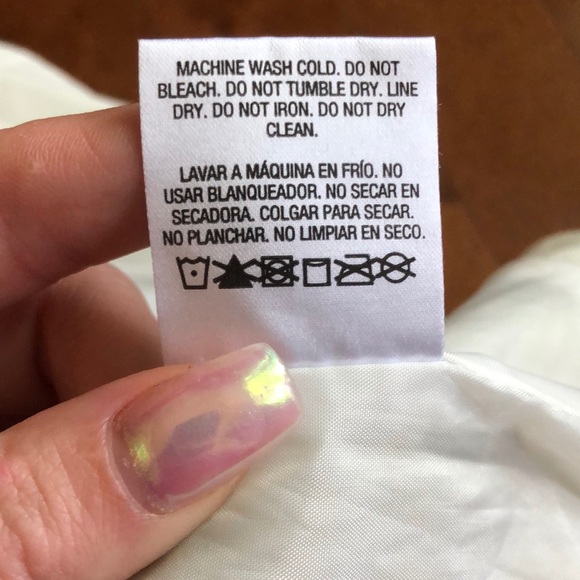 MACHINE WASH COLD. DO NOT
BLEACH. DO NOT TUMBLE DRY. LINE
DRY. DO NOT IRON. DO NOT DRY
CLEAN.
LAVAR A MÁQUINA EN FRÍO. NO
USAR BLANQUEADOR. NO SECAR EN
SECADORA. COLGAR PARA SECAR.
NO PLANCHAR. NO LIMPIAR EN SECO.